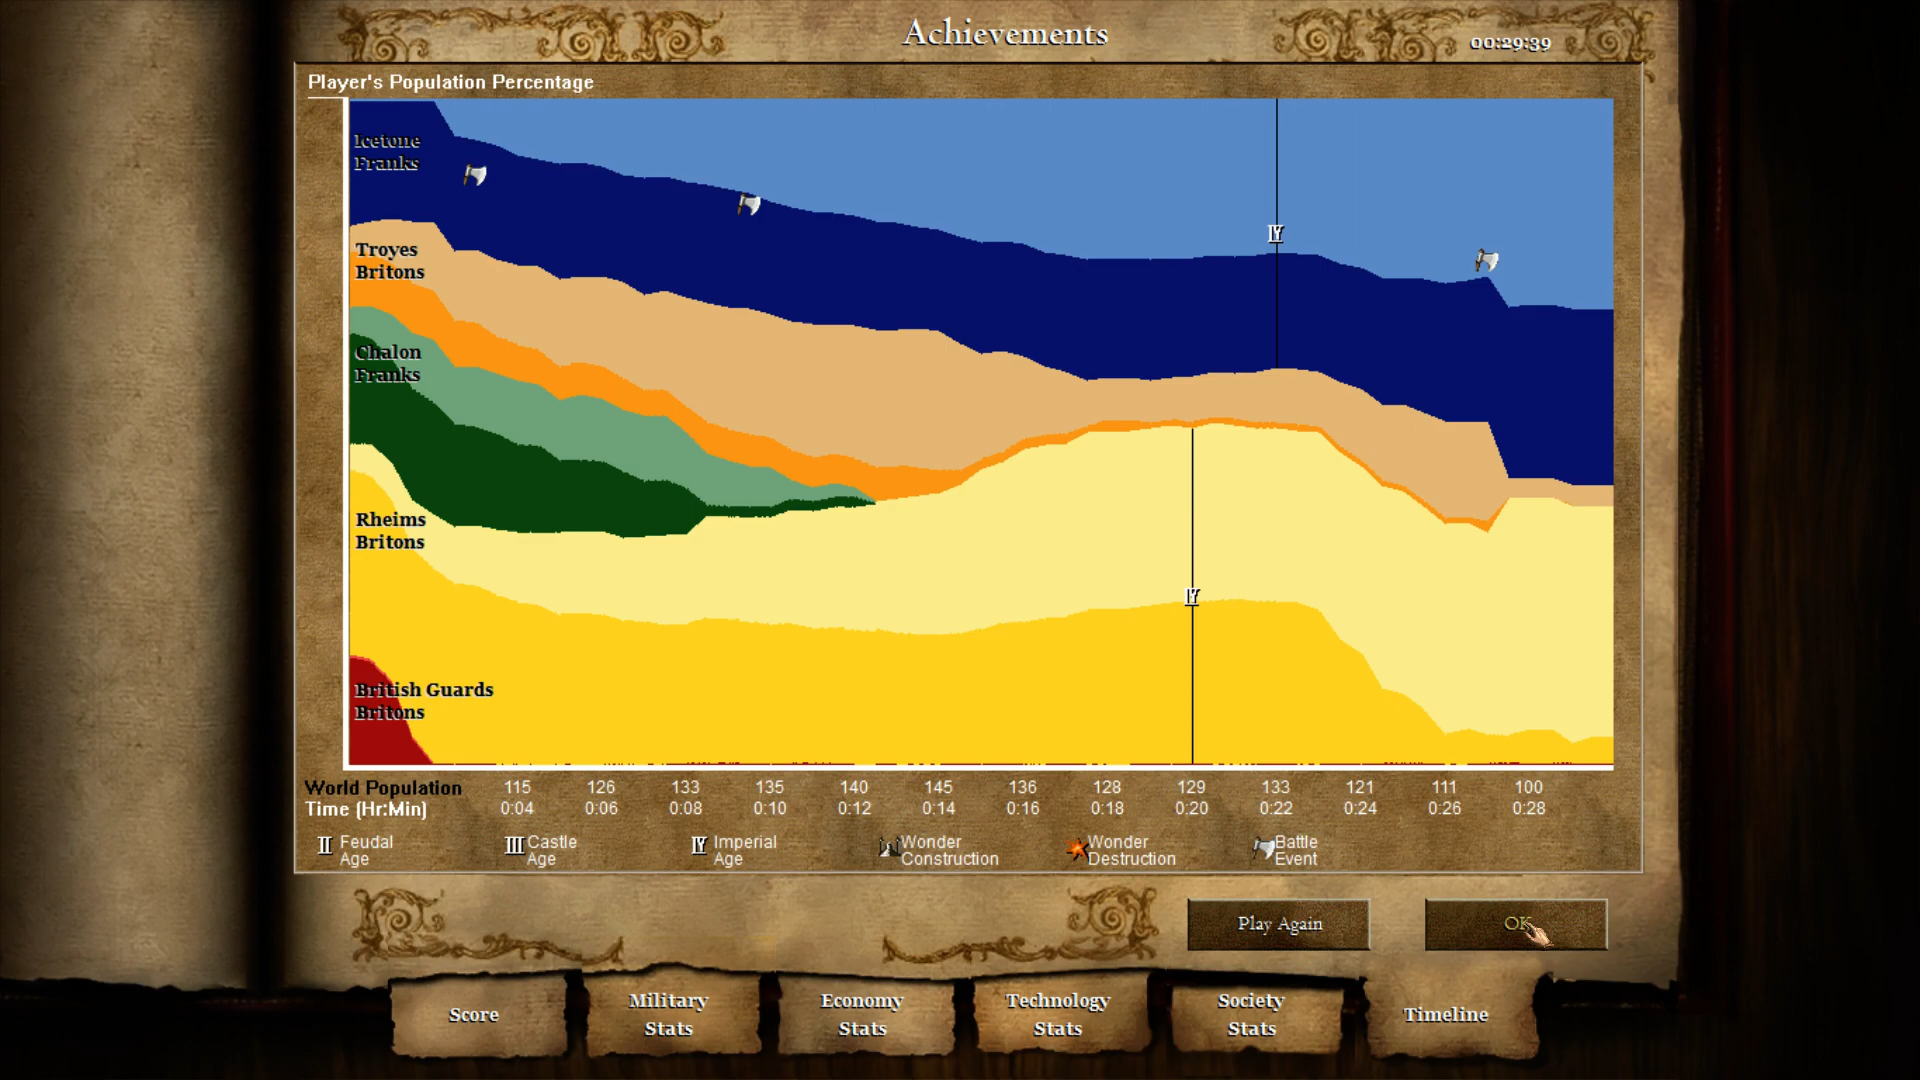 Achievements
00:29:39
Player's Population Percentage
Icetone
Franks
Troyes
Britons
Chalon
Franks
Rheims
Britons
British Guards
Britons
IV
IV
World Population 115 126 133 135 140 145 136 128 129 133 121 111 100
Time (Hr:Min) 0:04 0:06 0:08 0:10 0:12 0:14 0:16 0:18 0:20 0:22 0:24 0:26 0:28
II Feudal Age
III Castle Age
IV Imperial Age
Wonder Construction
Wonder Destruction
Battle Event
Play Again
OK
Score
Military Stats
Economy Stats
Technology Stats
Society Stats
Timeline